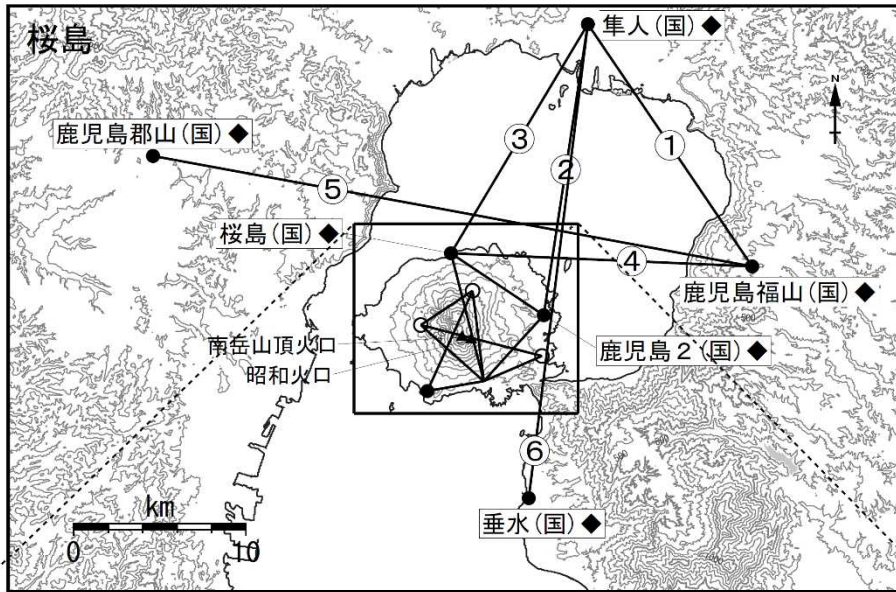 桜島
隼人(国)◆
N
鹿児島郡山(国)◆
③
②
①
⑤
桜島(国)◆
④
鹿児島福山(国)◆
南岳山頂火口
鹿児島2(国)◆
昭和火口
⑥
km
垂水(国)◆
0
10